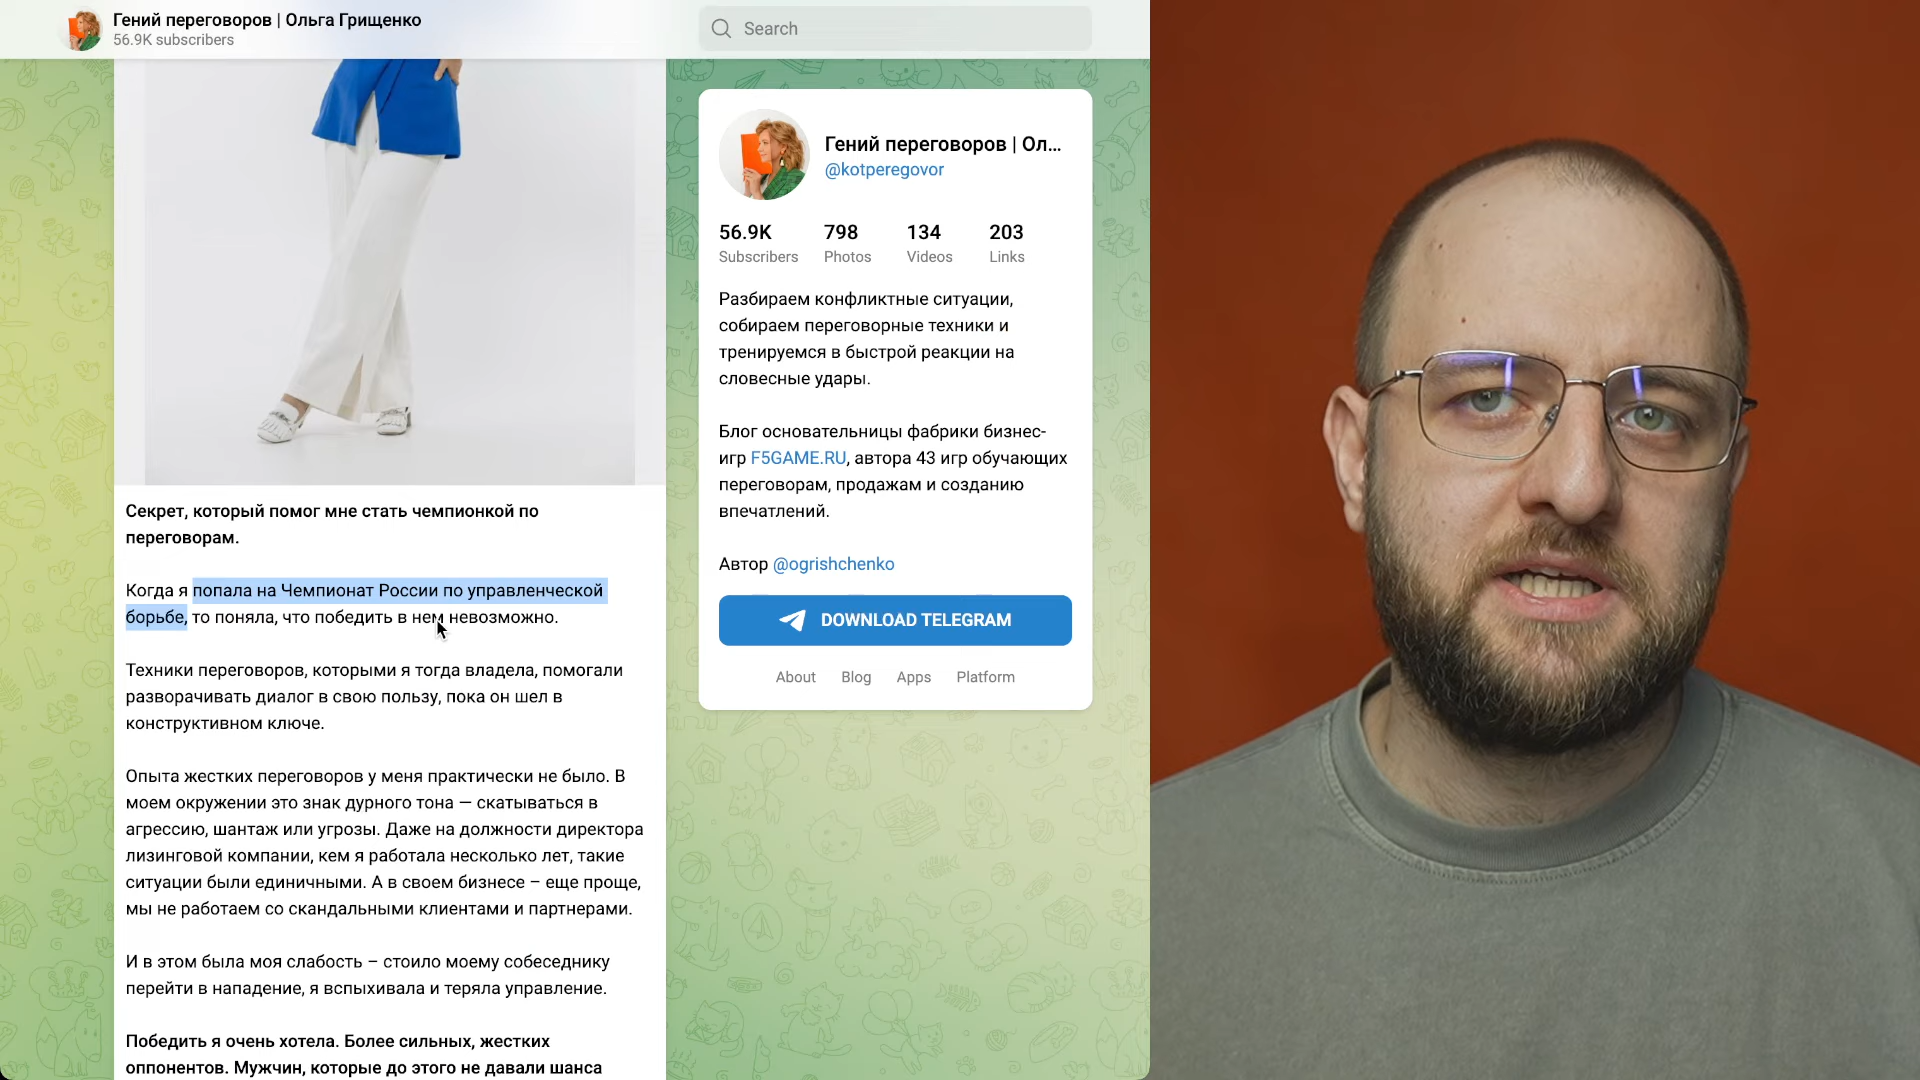 Гений переговоров | Ольга Грищенко
56.9K subscribers
Search
Секрет, который помог мне стать чемпионкой по
переговорам.
Когда я попала на Чемпионат России по управленческой
борьбе, то поняла, что победить в нем невозможно.
Техники переговоров, которыми я тогда владела, помогали
разворачивать диалог в свою пользу, пока он шел в
конструктивном ключе.
Опыта жестких переговоров у меня практически не было. В
моем окружении это знак дурного тона — скатываться в
агрессию, шантаж или угрозы. Даже на должности директора
лизинговой компании, кем я работала несколько лет, такие
ситуации были единичными. А в своем бизнесе – еще проще,
мы не работаем со скандальными клиентами и партнерами.
И в этом была моя слабость – стоило моему собеседнику
перейти в нападение, я вспыхивала и теряла управление.
Победить я очень хотела. Более сильных, жестких
оппонентов. Мужчин, которые до этого не давали шанса
Гений переговоров | Ол...
@kotperegovor
56.9K 798 134 203
Subscribers Photos Videos Links
Разбираем конфликтные ситуации,
собираем переговорные техники и
тренируемся в быстрой реакции на
словесные удары.
Блог основательницы фабрики бизнес-
игр F5GAME.RU, автора 43 игр обучающих
переговорам, продажам и созданию
впечатлений.
Автор @ogrishchenko
DOWNLOAD TELEGRAM
About Blog Apps Platform